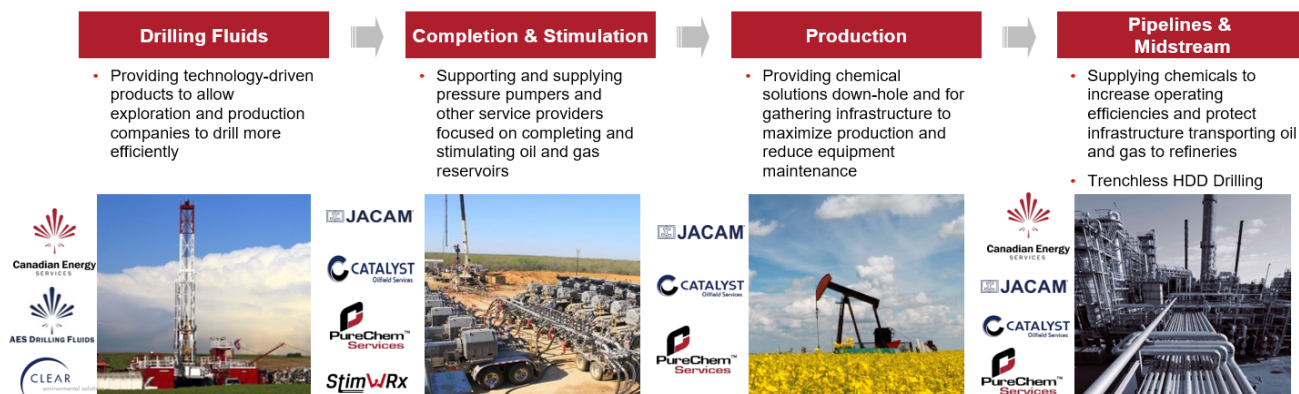 Drilling Fluids
Providing technology-driven
products to allow
exploration and production
companies to drill more
efficiently
Canadian Energy
SERVICES
AES DRILLING FLUIDS
CLEAR
environmental solutions
Completion & Stimulation
Supporting and supplying
pressure pumpers and
other service providers
focused on completing and
stimulating oil and gas
reservoirs
JACAM
CATALYST
Oilfield Services
PureChem™
Services
StimWRx
Production
Providing chemical
solutions down-hole and for
gathering infrastructure to
maximize production and
reduce equipment
maintenance
JACAM
CATALYST
Oilfield Services
PureChem™
Services
Pipelines &
Midstream
Supplying chemicals to
increase operating
efficiencies and protect
infrastructure transporting oil
and gas to refineries
Trenchless HDD Drilling
Canadian Energy
SERVICES
JACAM
CATALYST
Oilfield Services
PureChem™
Services